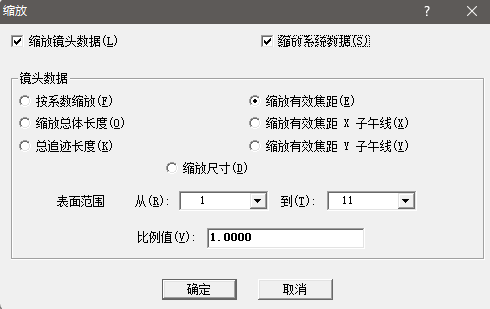 缩放
缩放镜头数据(L) 缩放系统数据(S)
镜头数据
按系数缩放(F) 缩放有效焦距(E)
缩放总体长度(O) 缩放有效焦距 X 子午线(X)
总追迹长度(K) 缩放有效焦距 Y 子午线(Y)
缩放尺寸(D)
表面范围 从(R): 1 到(T): 11
比例值(V): 1.0000
确定 取消